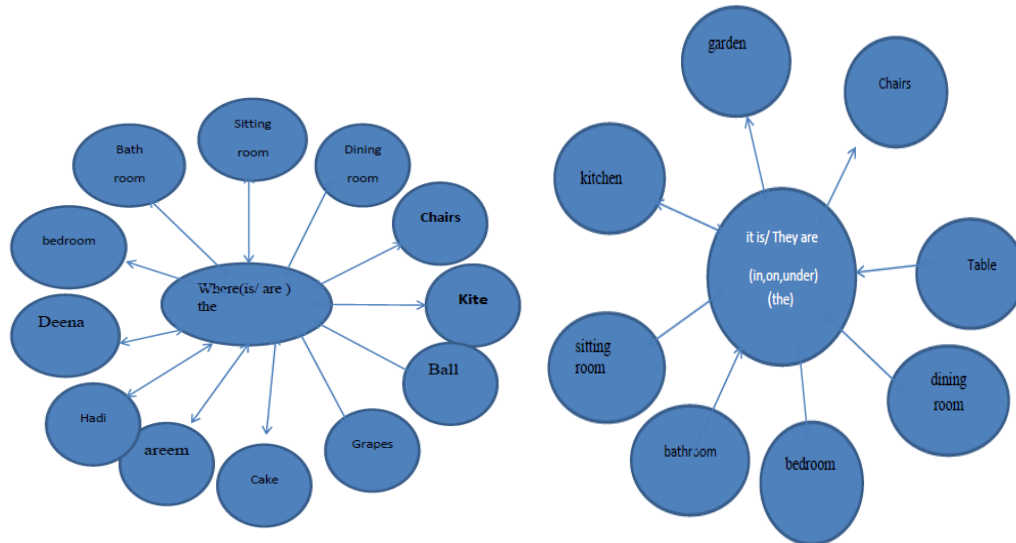 Sitting
room
Dining
room
Chairs
Kite
Ball
Grapes
Cake
areem
Hadi
Deena
bedroom
Bath
room
Where(is/ are )
the
garden
Chairs
Table
dining
room
bedroom
bathroom
sitting
room
kitchen
it is/ They are
(in,on,under)
(the)